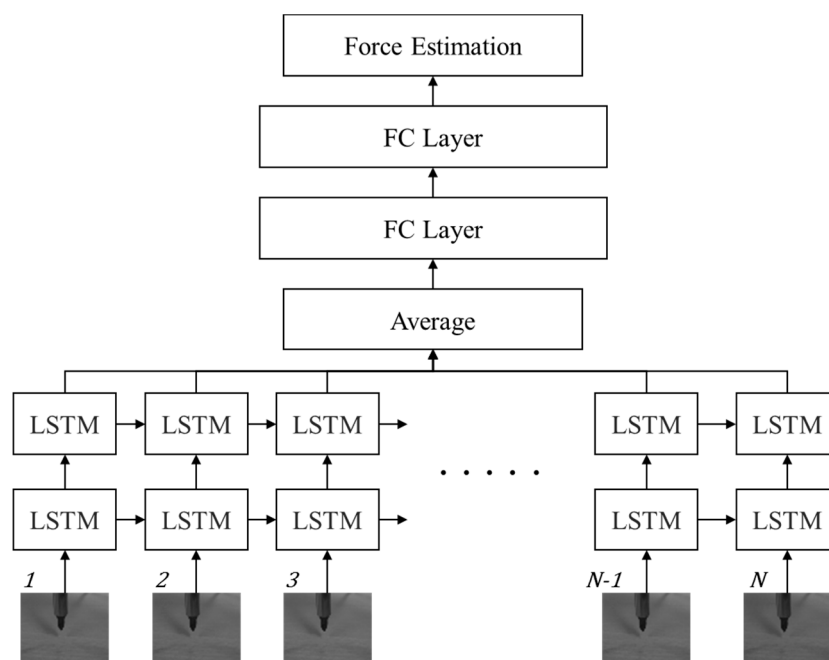 Force Estimation
FC Layer
FC Layer
Average
LSTM LSTM LSTM LSTM LSTM
. . . . .
LSTM LSTM LSTM LSTM LSTM
1 2 3 N-1 N